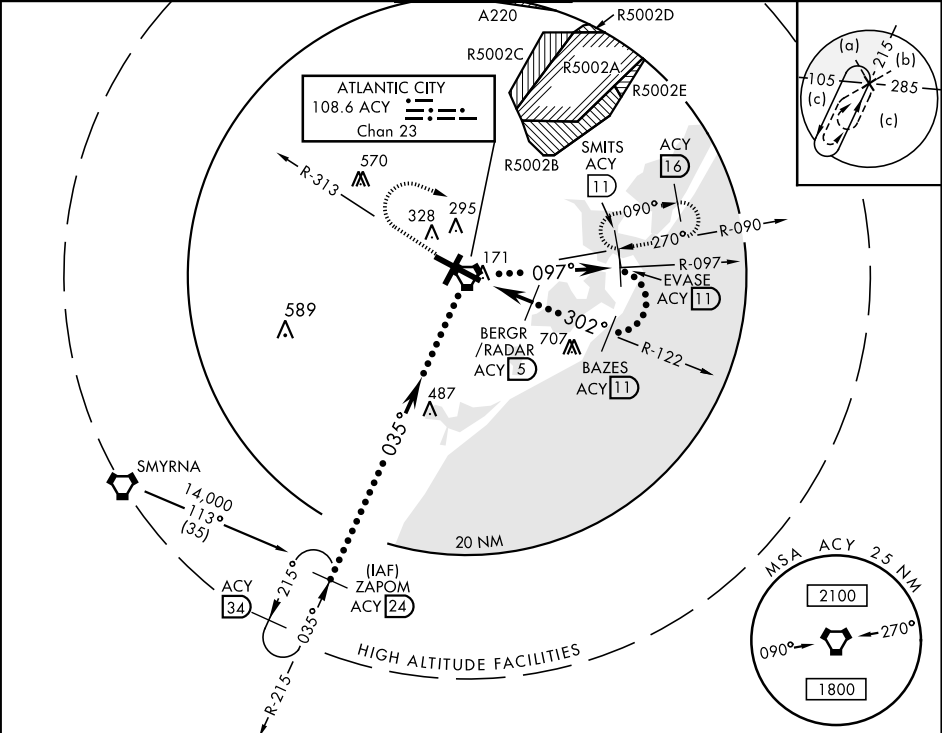 A220
R5002D
R5002C
R5002A
R5002E
R5002B
ATLANTIC CITY
108.6 ACY
Chan 23
(a)
215
(b)
105
285
(c)
(c)
SMITS
ACY
11
ACY
16
570
R-313
328
295
090°
270°
R-090
171
097°
R-097
EVASE
ACY 11
589
302°
BERGR
/RADAR
ACY 5
707
R-122
BAZES
ACY 11
487
035°
SMYRNA
14,000
113°
(35)
20 NM
(IAF)
ZAPOM
ACY 24
215°
ACY
34
035°
HIGH ALTITUDE FACILITIES
R-215
MSA ACY 25 NM
2100
090°
270°
1800